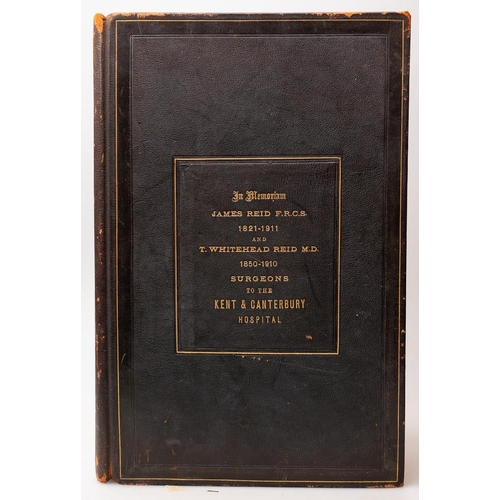 In Memoriam
JAMES REID F.R.C.S.
1821-1911
AND
T. WHITEHEAD REID M.D.
1850-1910
SURGEONS
TO THE
KENT & CANTERBURY
HOSPITAL